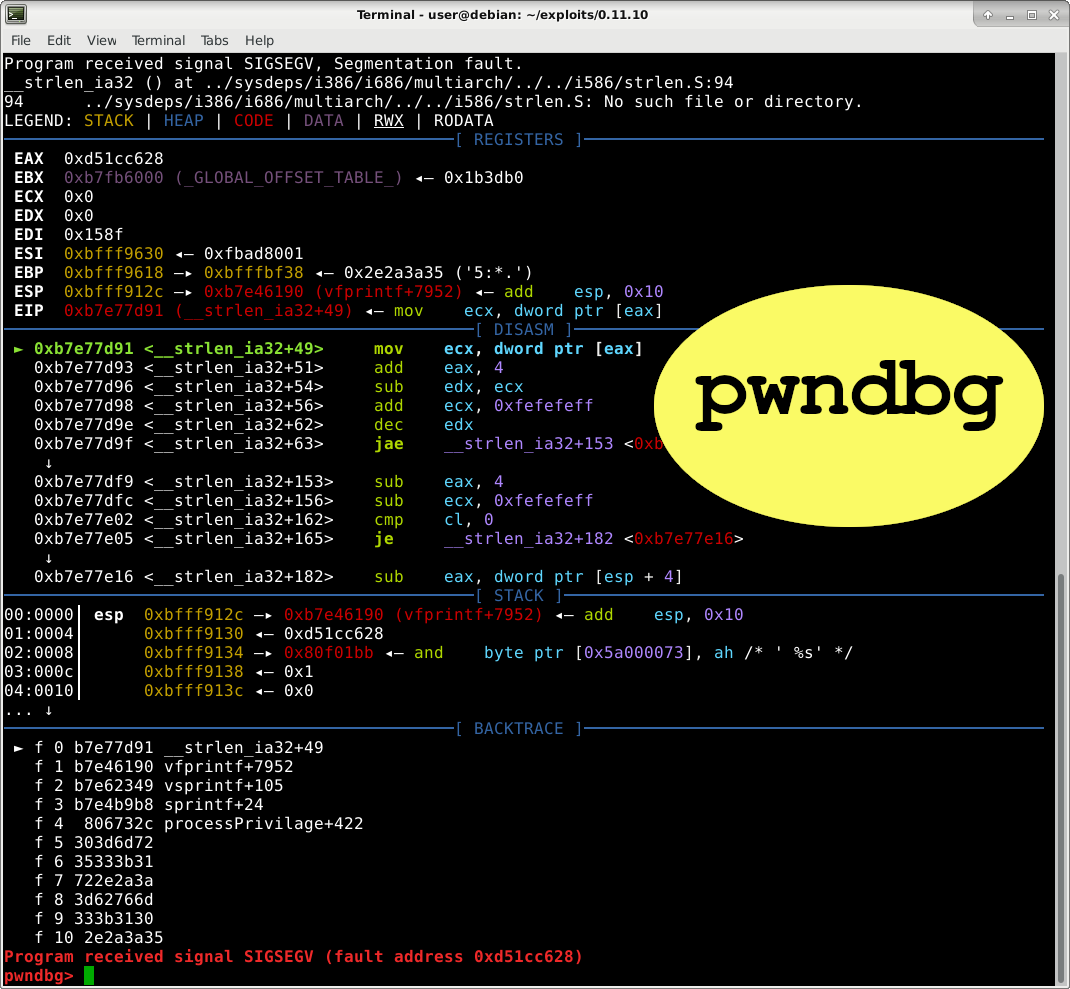 Terminal - user@debian: ~/exploits/0.11.10
File Edit View Terminal Tabs Help
Program received signal SIGSEGV, Segmentation fault.
__strlen_ia32 () at ../sysdeps/i386/i686/multiarch/../../i586/strlen.S:94
94      ../sysdeps/i386/i686/multiarch/../../i586/strlen.S: No such file or directory.
LEGEND: STACK | HEAP | CODE | DATA | RWX | RODATA
[ REGISTERS ]
EAX  0xd51cc628
EBX  0xb7fb6000 (_GLOBAL_OFFSET_TABLE_) ◂— 0x1b3db0
ECX  0x0
EDX  0x0
EDI  0x158f
ESI  0xbfff9630 ◂— 0xfbad8001
EBP  0xbfff9618 —▸ 0xbfffbf38 ◂— 0x2e2a3a35 ('5:*.')
ESP  0xbfff912c —▸ 0xb7e46190 (vfprintf+7952) ◂— add    esp, 0x10
EIP  0xb7e77d91 (__strlen_ia32+49) ◂— mov    ecx, dword ptr [eax]
[ DISASM ]
► 0xb7e77d91 <__strlen_ia32+49>     mov    ecx, dword ptr [eax]
0xb7e77d93 <__strlen_ia32+51>     add    eax, 4
0xb7e77d96 <__strlen_ia32+54>     sub    edx, ecx
0xb7e77d98 <__strlen_ia32+56>     add    ecx, 0xfefefeff
0xb7e77d9e <__strlen_ia32+62>     dec    edx
0xb7e77d9f <__strlen_ia32+63>     jae    __strlen_ia32+153 <0xb
↓
0xb7e77df9 <__strlen_ia32+153>    sub    eax, 4
0xb7e77dfc <__strlen_ia32+156>    sub    ecx, 0xfefefeff
0xb7e77e02 <__strlen_ia32+162>    cmp    cl, 0
0xb7e77e05 <__strlen_ia32+165>    je     __strlen_ia32+182 <0xb7e77e16>
↓
0xb7e77e16 <__strlen_ia32+182>    sub    eax, dword ptr [esp + 4]
pwndbg
[ STACK ]
00:0000│ esp  0xbfff912c —▸ 0xb7e46190 (vfprintf+7952) ◂— add    esp, 0x10
01:0004│      0xbfff9130 ◂— 0xd51cc628
02:0008│      0xbfff9134 —▸ 0x80f01bb ◂— and    byte ptr [0x5a000073], ah /* ' %s' */
03:000c│      0xbfff9138 ◂— 0x1
04:0010│      0xbfff913c ◂— 0x0
... ↓
[ BACKTRACE ]
► f 0 b7e77d91 __strlen_ia32+49
f 1 b7e46190 vfprintf+7952
f 2 b7e62349 vsprintf+105
f 3 b7e4b9b8 sprintf+24
f 4  806732c processPrivilage+422
f 5 303d6d72
f 6 35333b31
f 7 722e2a3a
f 8 3d62766d
f 9 333b3130
f 10 2e2a3a35
Program received signal SIGSEGV (fault address 0xd51cc628)
pwndbg>